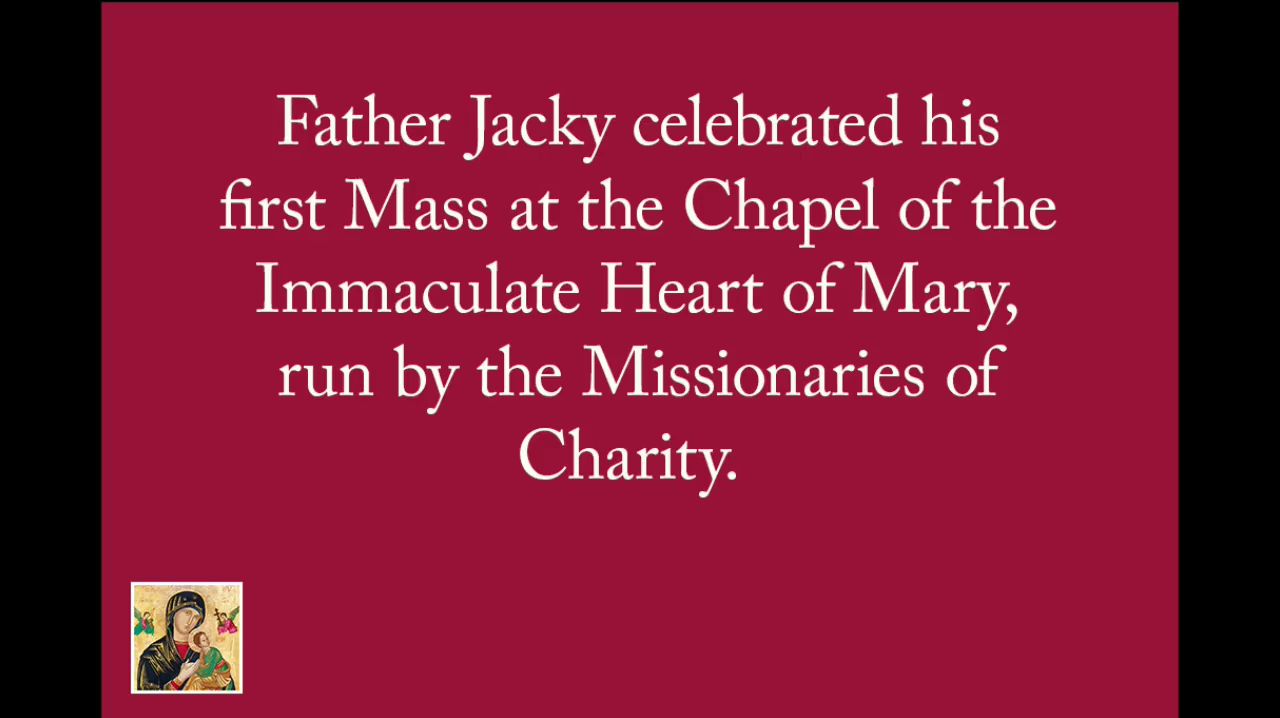 Father Jacky celebrated his
first Mass at the Chapel of the
Immaculate Heart of Mary,
run by the Missionaries of
Charity.